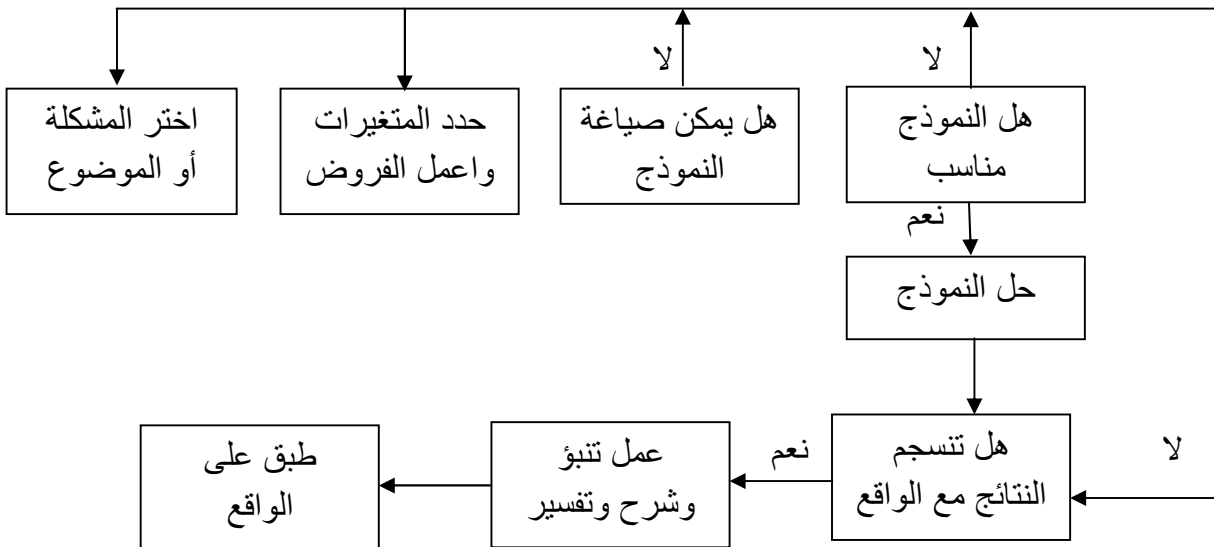 لا
لا
اختر المشكلة
أو الموضوع
حدد المتغيرات
واعمل الفروض
هل يمكن صياغة
النموذج
هل النموذج
مناسب
نعم
حل النموذج
هل تنسجم
النتائج مع الواقع
لا
نعم
عمل تنبؤ
وشرح وتفسير
طبق على
الواقع